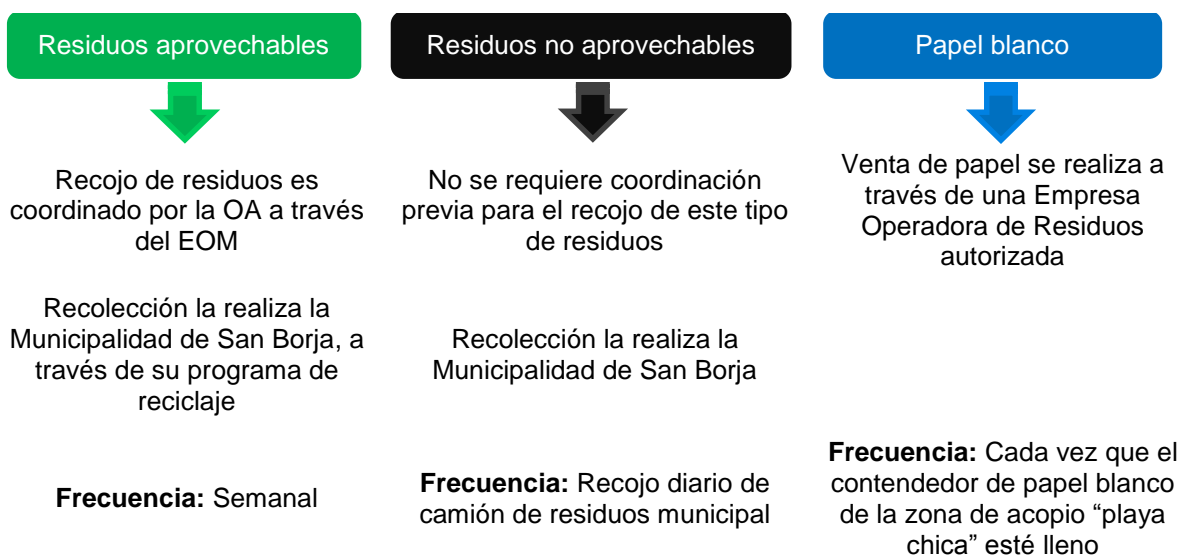 Residuos aprovechables
Recojo de residuos es
coordinado por la OA a través
del EOM
Recolección la realiza la
Municipalidad de San Borja, a
través de su programa de
reciclaje
Frecuencia: Semanal
Residuos no aprovechables
No se requiere coordinación
previa para el recojo de este tipo
de residuos
Recolección la realiza la
Municipalidad de San Borja
Frecuencia: Recojo diario de
camión de residuos municipal
Papel blanco
Venta de papel se realiza a
través de una Empresa
Operadora de Residuos
autorizada
Frecuencia: Cada vez que el
contendedor de papel blanco
de la zona de acopio “playa
chica” esté lleno